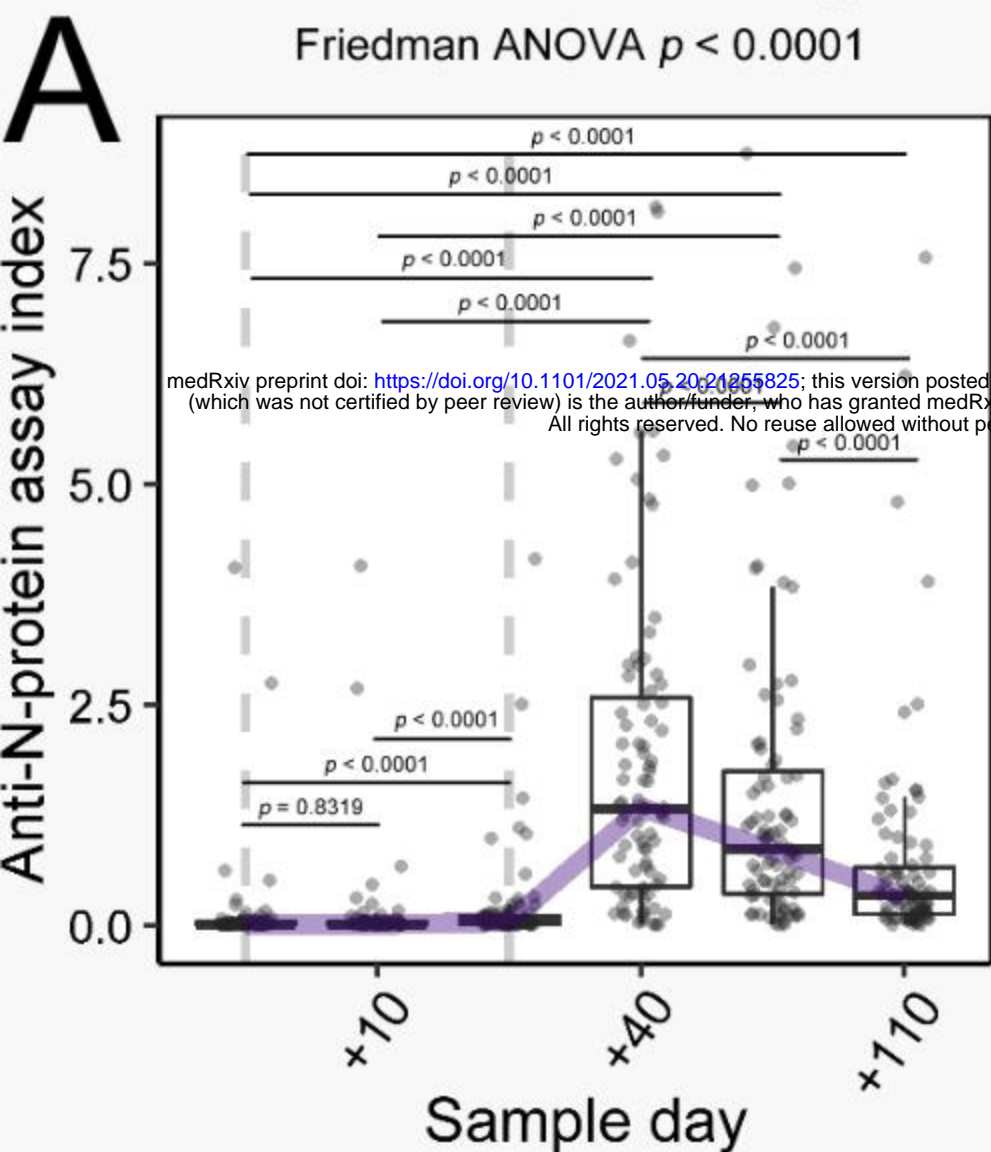 A
Friedman ANOVA p < 0.0001
Anti-N-protein assay index
7.5
5.0
2.5
0.0
p < 0.0001
p < 0.0001
p < 0.0001
p < 0.0001
p < 0.0001
p < 0.0001
medRxiv preprint doi: https://doi.org/10.1101/2021.05.20.21255825; this version posted
p < 0.0001
(which was not certified by peer review) is the author/funder, who has granted medRx
All rights reserved. No reuse allowed without pe
p < 0.0001
p < 0.0001
p < 0.0001
p = 0.8319
+10
+40
+110
Sample day